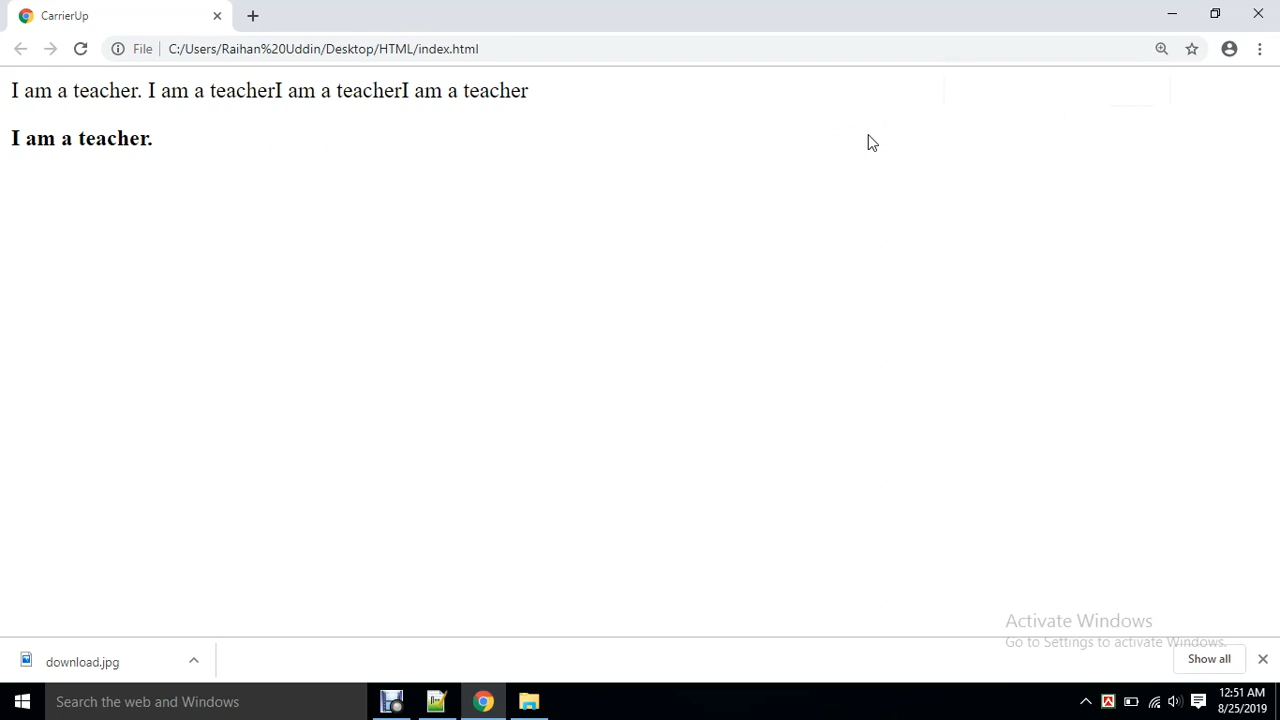 CarrierUp
File
C:/Users/Raihan%20Uddin/Desktop/HTML/index.html
I am a teacher. I am a teacherI am a teacherI am a teacher
I am a teacher.
Activate Windows
Go to Settings to activate Windows.
download.jpg
Show all
Search the web and Windows
12:51 AM
8/25/2019